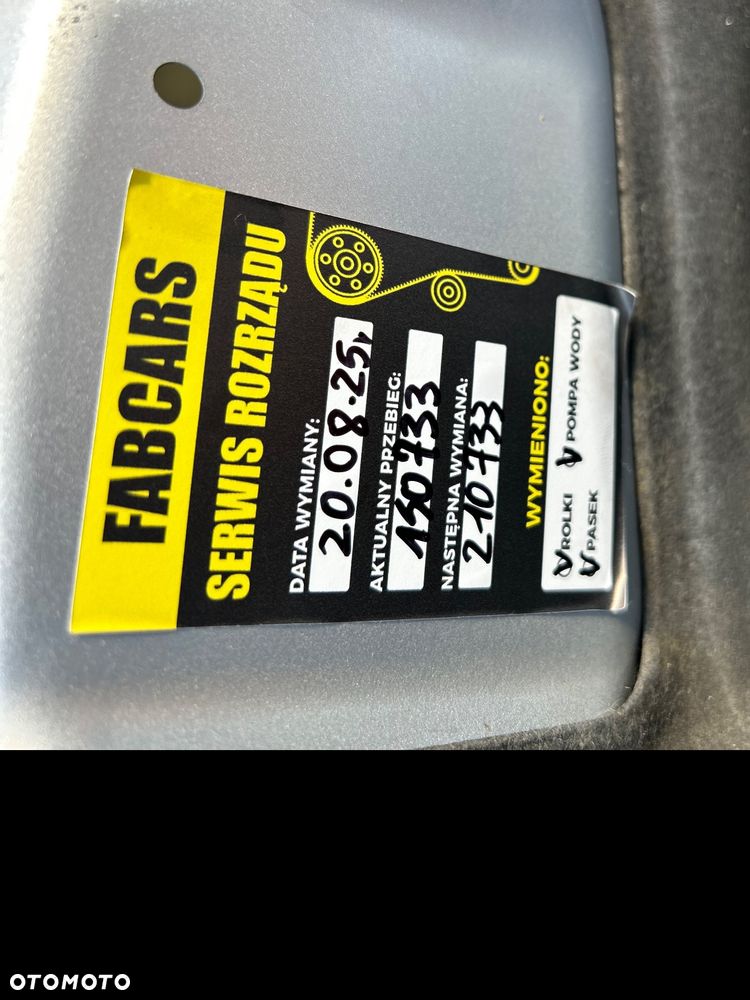 FABCARS
SERWIS ROZRZĄDU
DATA WYMIANY:
20.08.25r
AKTUALNY PRZEBIEG:
150733
NASTĘPNA WYMIANA:
210733
WYMIENIONO:
V ROLKI V POMPA WODY
V PASEK
OTOMOTO